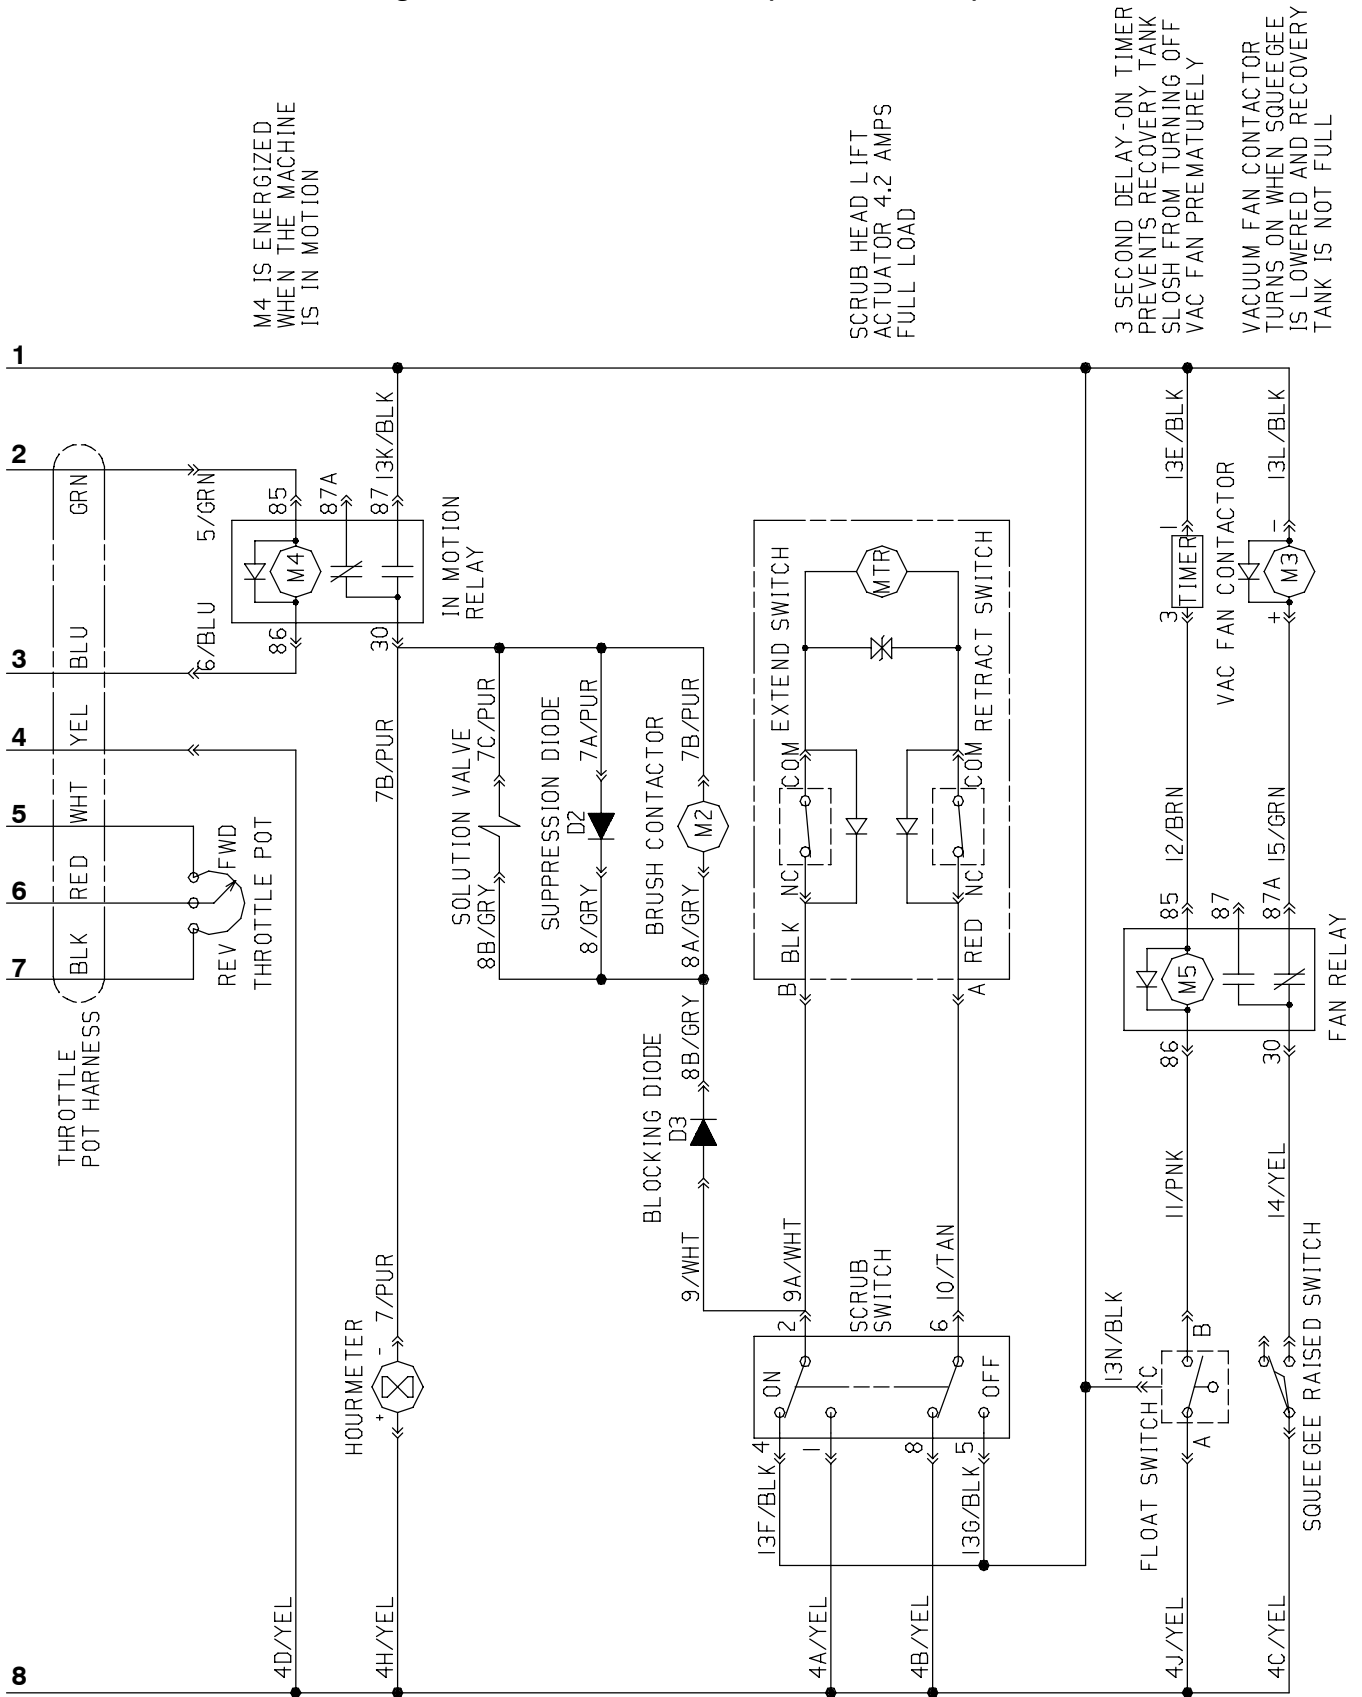 M4 IS ENERGIZED
WHEN THE MACHINE
IS IN MOTION
SCRUB HEAD LIFT
ACTUATOR 4.2 AMPS
FULL LOAD
3 SECOND DELAY-ON TIMER
PREVENTS RECOVERY TANK
SLOSH FROM TURNING OFF
VAC FAN PREMATURELY
VACUUM FAN CONTACTOR
TURNS ON WHEN SQUEEGEE
IS LOWERED AND RECOVERY
TANK IS NOT FULL
1
2
3
4
5
6
7
8
GRN
BLU
YEL
WHT
RED
BLK
THROTTLE
POT HARNESS
REV
FWD
THROTTLE POT
5/GRN
6/BLU
85
87A
87
13K/BLK
M4
86
30
IN MOTION
RELAY
7B/PUR
7/PUR
HOURMETER
+
-
4D/YEL
4H/YEL
SOLUTION VALVE
8B/GRY
7C/PUR
SUPPRESSION DIODE
D2
8/GRY
7A/PUR
BRUSH CONTACTOR
8A/GRY
7B/PUR
M2
BLOCKING DIODE
D3
8B/GRY
9/WHT
EXTEND SWITCH
RETRACT SWITCH
MTR
COM
NC
COM
NC
BLK
RED
B
A
9A/WHT
10/TAN
2
6
SCRUB
SWITCH
ON
OFF
4
1
8
5
13F/BLK
13G/BLK
4A/YEL
4B/YEL
13E/BLK
13L/BLK
1
TIMER
3
VAC FAN CONTACTOR
-
M3
+
12/BRN
15/GRN
85
87
87A
M5
86
30
FAN RELAY
11/PNK
14/YEL
13N/BLK
FLOAT SWITCH
C
B
A
SQUEEGEE RAISED SWITCH
4J/YEL
4C/YEL